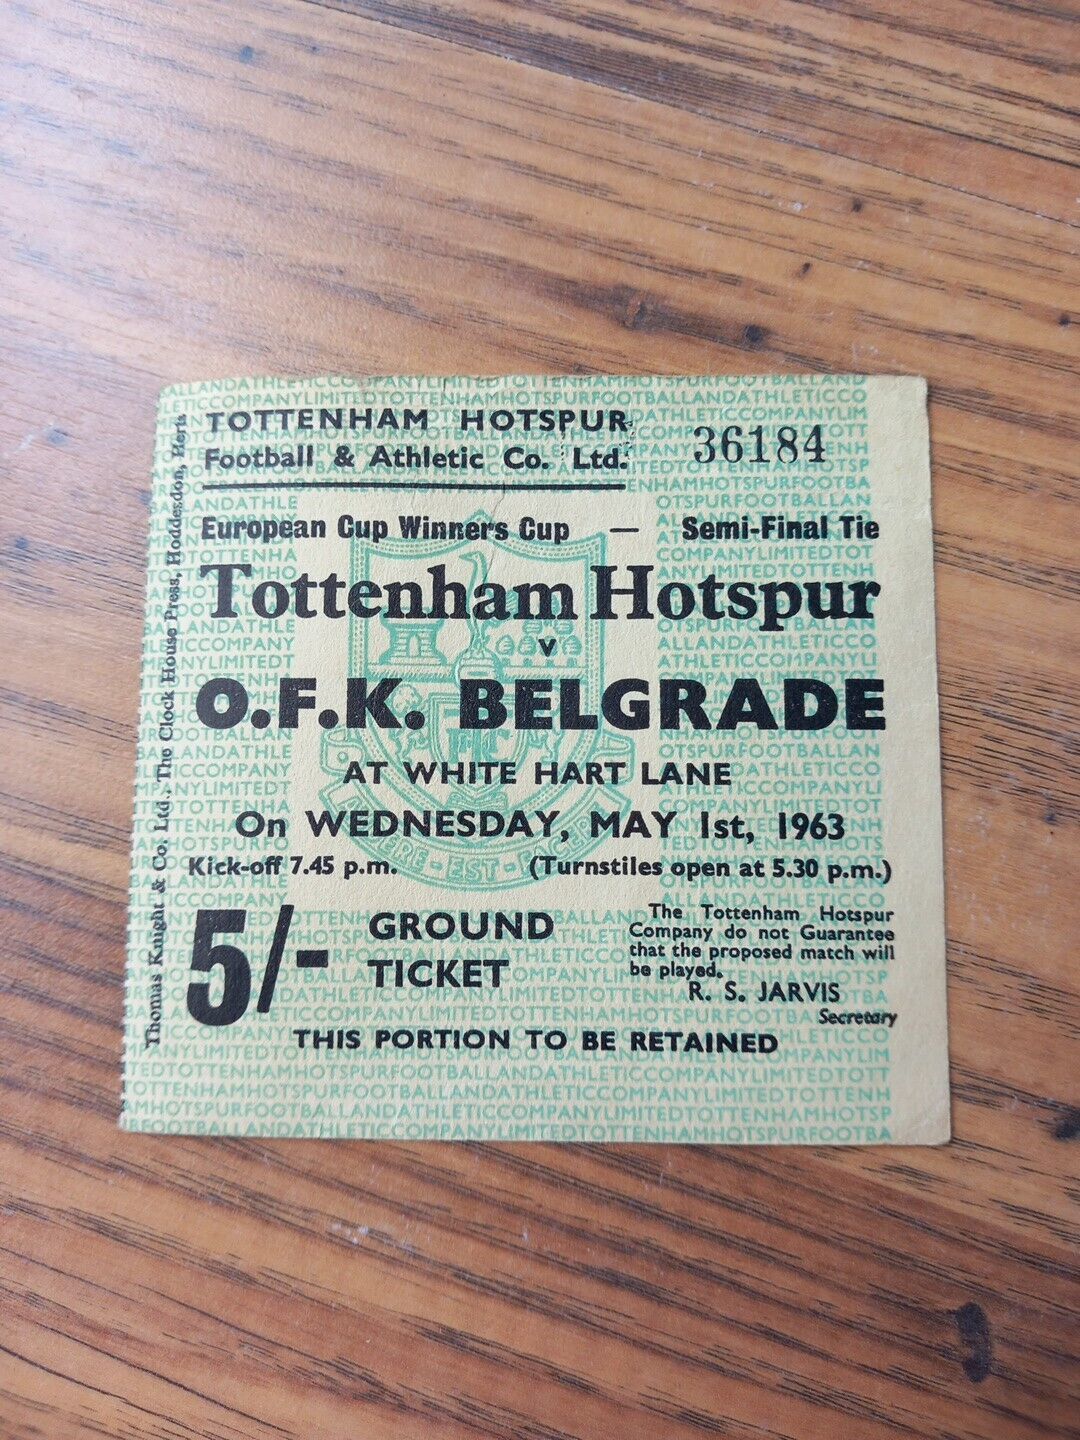 TOTTENHAM HOTSPUR
Football & Athletic Co. Ltd.
36184
European Cup Winners Cup — Semi-Final Tie
Tottenham Hotspur
v
O.F.K. BELGRADE
AT WHITE HART LANE
On WEDNESDAY, MAY 1st, 1963
Kick-off 7.45 p.m. (Turnstiles open at 5.30 p.m.)
5/- GROUND
TICKET
The Tottenham Hotspur
Company do not Guarantee
that the proposed match will
be played.
R. S. JARVIS
Secretary
THIS PORTION TO BE RETAINED
Thomas Knight & Co. Ltd., The Clock House Press, Hoddesdon, Herts
EST